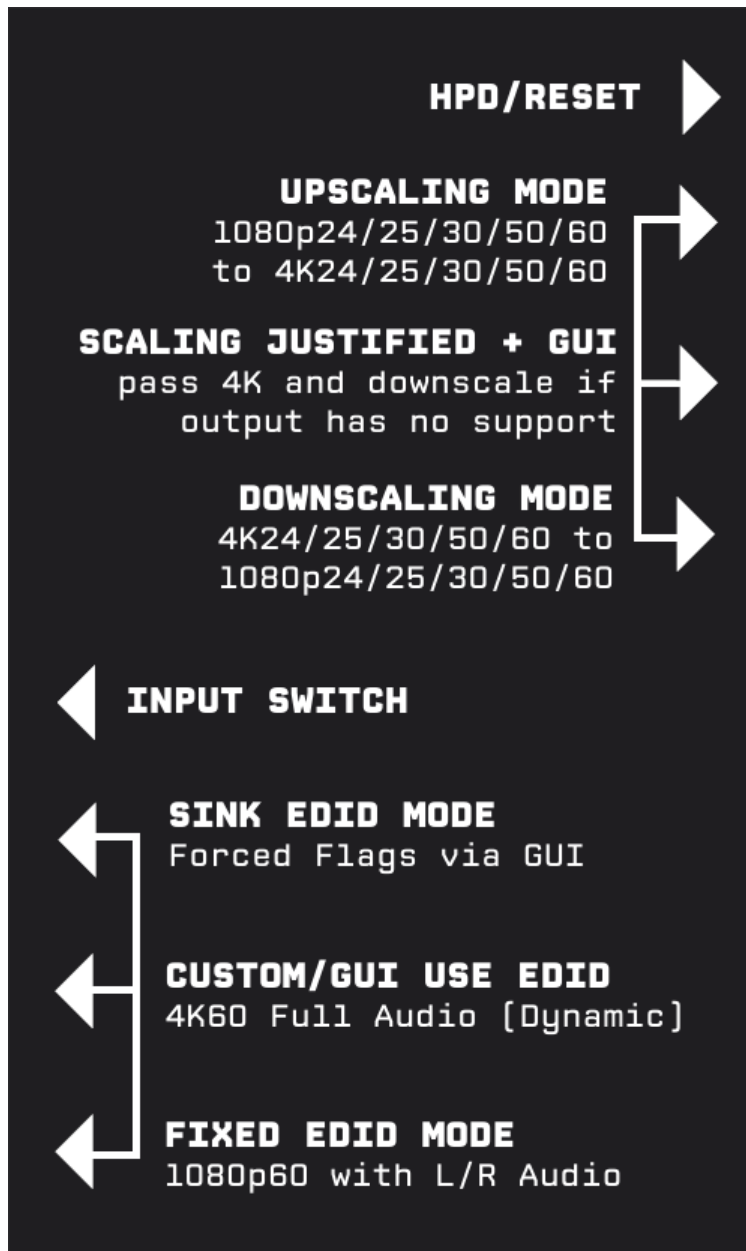 HPD/RESET
UPSCALING MODE
1080p24/25/30/50/60
to 4K24/25/30/50/60
SCALING JUSTIFIED + GUI
pass 4K and downscale if
output has no support
DOWNSCALING MODE
4K24/25/30/50/60 to
1080p24/25/30/50/60
INPUT SWITCH
SINK EDID MODE
Forced Flags via GUI
CUSTOM/GUI USE EDID
4K60 Full Audio (Dynamic)
FIXED EDID MODE
1080p60 with L/R Audio